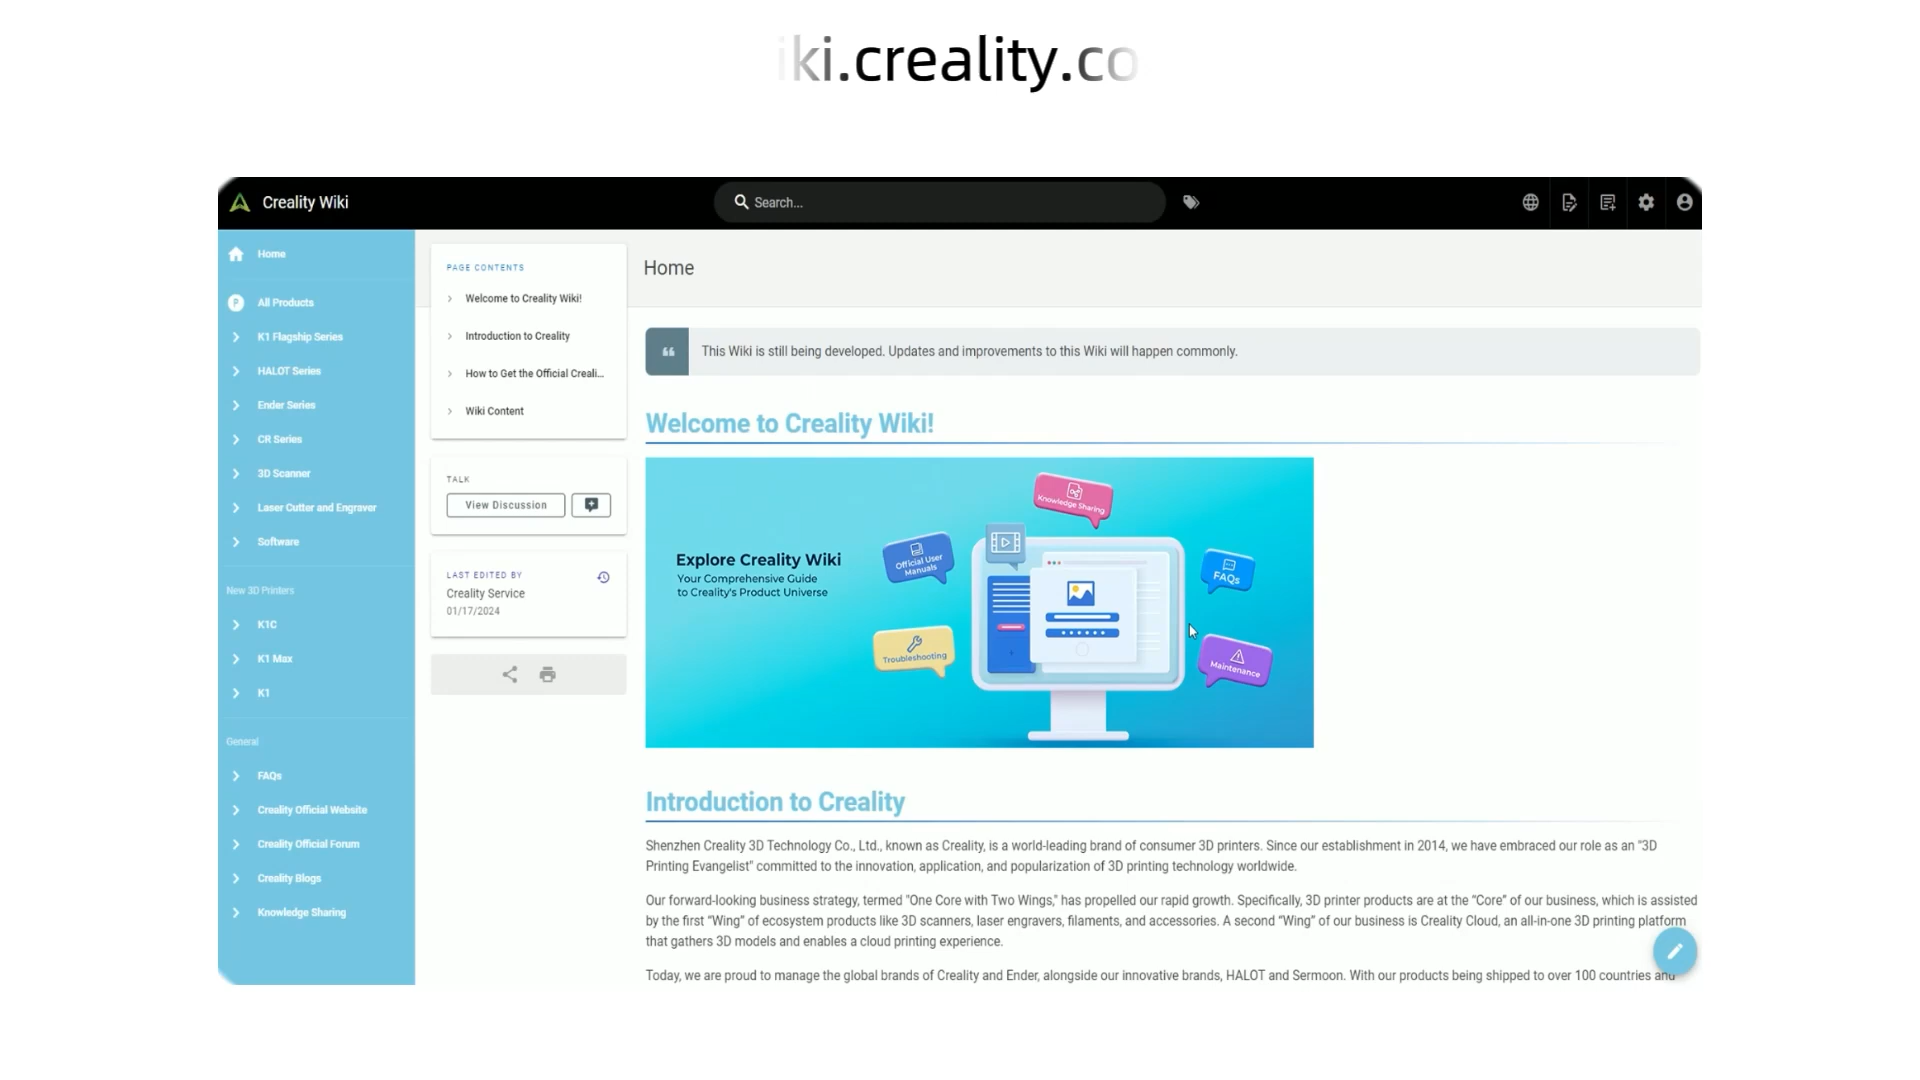 iki.creality.co
Creality Wiki
Search...
Home
All Products
K1 Flagship Series
HALOT Series
Ender Series
CR Series
3D Scanner
Laser Cutter and Engraver
Software
New 3D Printers
K1C
K1 Max
K1
General
FAQs
Creality Official Website
Creality Official Forum
Creality Blogs
Knowledge Sharing
PAGE CONTENTS
Welcome to Creality Wiki!
Introduction to Creality
How to Get the Official Creali...
Wiki Content
TALK
View Discussion
LAST EDITED BY
Creality Service
01/17/2024
Home
This Wiki is still being developed. Updates and improvements to this Wiki will happen commonly.
Welcome to Creality Wiki!
Explore Creality Wiki
Your Comprehensive Guide
to Creality's Product Universe
Official User
Manuals
Knowledge Sharing
FAQs
Troubleshooting
Maintenance
Introduction to Creality
Shenzhen Creality 3D Technology Co., Ltd., known as Creality, is a world-leading brand of consumer 3D printers. Since our establishment in 2014, we have embraced our role as an "3D
Printing Evangelist" committed to the innovation, application, and popularization of 3D printing technology worldwide.
Our forward-looking business strategy, termed "One Core with Two Wings," has propelled our rapid growth. Specifically, 3D printer products are at the “Core” of our business, which is assisted
by the first “Wing” of ecosystem products like 3D scanners, laser engravers, filaments, and accessories. A second “Wing” of our business is Creality Cloud, an all-in-one 3D printing platform
that gathers 3D models and enables a cloud printing experience.
Today, we are proud to manage the global brands of Creality and Ender, alongside our innovative brands, HALOT and Sermoon. With our products being shipped to over 100 countries and